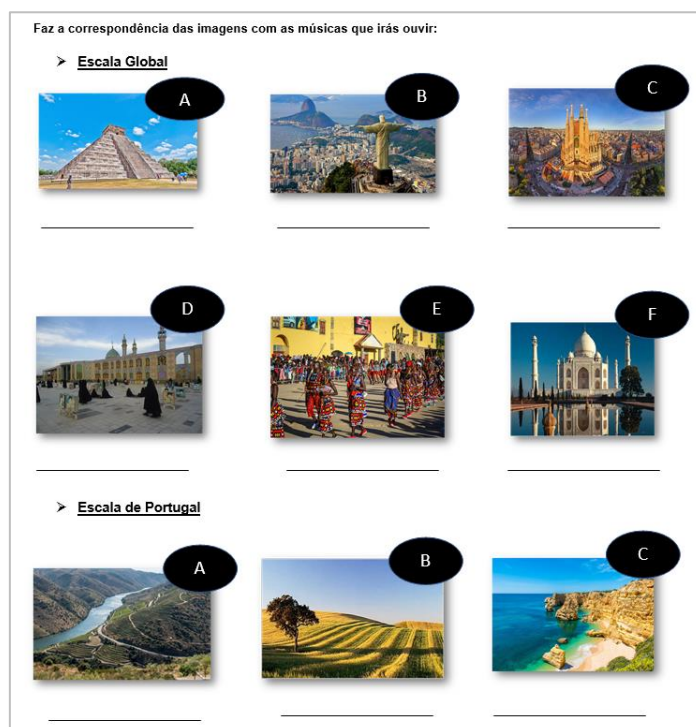 Faz a correspondência das imagens com as músicas que irás ouvir:
➤ Escala Global
A
B
C
D
E
F
➤ Escala de Portugal
A
B
C